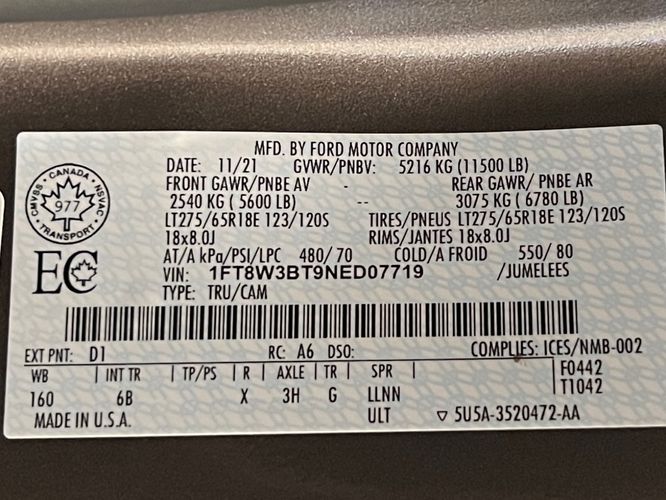 MFD. BY FORD MOTOR COMPANY
DATE: 11/21 GVWR/PNBV: 5216 KG (11500 LB)
FRONT GAWR/PNBE AV - REAR GAWR/ PNBE AR
2540 KG ( 5600 LB) -- 3075 KG ( 6780 LB)
LT275/65R18E 123/120S TIRES/PNEUS LT275/65R18E 123/120S
18x8.0J RIMS/JANTES 18x8.0J
AT/A kPa/PSI/LPC 480/ 70 COLD/A FROID 550/ 80
VIN: 1FT8W3BT9NED07719 /JUMELEES
TYPE: TRU/CAM
CANADA
CMVSS NSVAC
977
TRANSPORT
EC
EXT PNT: D1 RC: A6 DSO: COMPLIES: ICES/NMB-002
WB | INT TR | TP/PS | R | AXLE | TR | SPR F0442
160 6B X 3H G LLNN T1042
MADE IN U.S.A. ULT ▽ 5U5A-3520472-AA